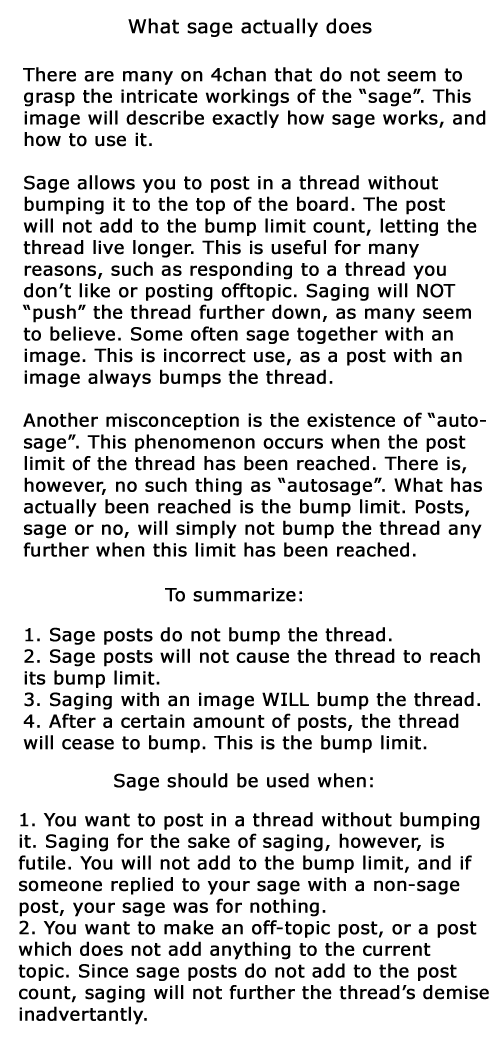 What sage actually does
There are many on 4chan that do not seem to
grasp the intricate workings of the “sage”. This
image will describe exactly how sage works, and
how to use it.
Sage allows you to post in a thread without
bumping it to the top of the board. The post
will not add to the bump limit count, letting the
thread live longer. This is useful for many
reasons, such as responding to a thread you
don’t like or posting offtopic. Saging will NOT
“push” the thread further down, as many seem
to believe. Some often sage together with an
image. This is incorrect use, as a post with an
image always bumps the thread.
Another misconception is the existence of “auto-
sage”. This phenomenon occurs when the post
limit of the thread has been reached. There is,
however, no such thing as “autosage”. What has
actually been reached is the bump limit. Posts,
sage or no, will simply not bump the thread any
further when this limit has been reached.
To summarize:
1. Sage posts do not bump the thread.
2. Sage posts will not cause the thread to reach
its bump limit.
3. Saging with an image WILL bump the thread.
4. After a certain amount of posts, the thread
will cease to bump. This is the bump limit.
Sage should be used when:
1. You want to post in a thread without bumping
it. Saging for the sake of saging, however, is
futile. You will not add to the bump limit, and if
someone replied to your sage with a non-sage
post, your sage was for nothing.
2. You want to make an off-topic post, or a post
which does not add anything to the current
topic. Since sage posts do not add to the post
count, saging will not further the thread’s demise
inadvertantly.